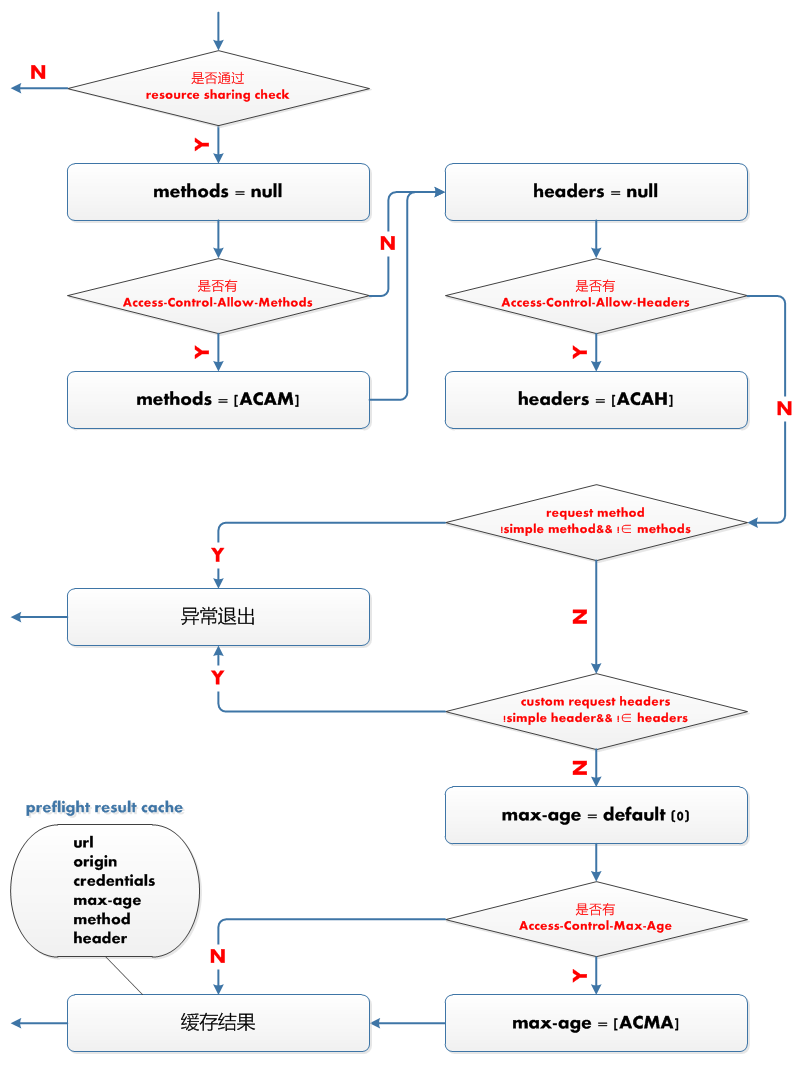 是否通过
resource sharing check
N
Y
methods = null
headers = null
N
是否有
Access-Control-Allow-Methods
是否有
Access-Control-Allow-Headers
Y
Y
methods = [ACAM]
headers = [ACAH]
N
request method
!simple method&& !∈ methods
Y
异常退出
N
Y
custom request headers
!simple header&& !∈ headers
N
max-age = default (0)
preflight result cache
url
origin
credentials
max-age
method
header
是否有
Access-Control-Max-Age
N
Y
缓存结果
max-age = [ACMA]